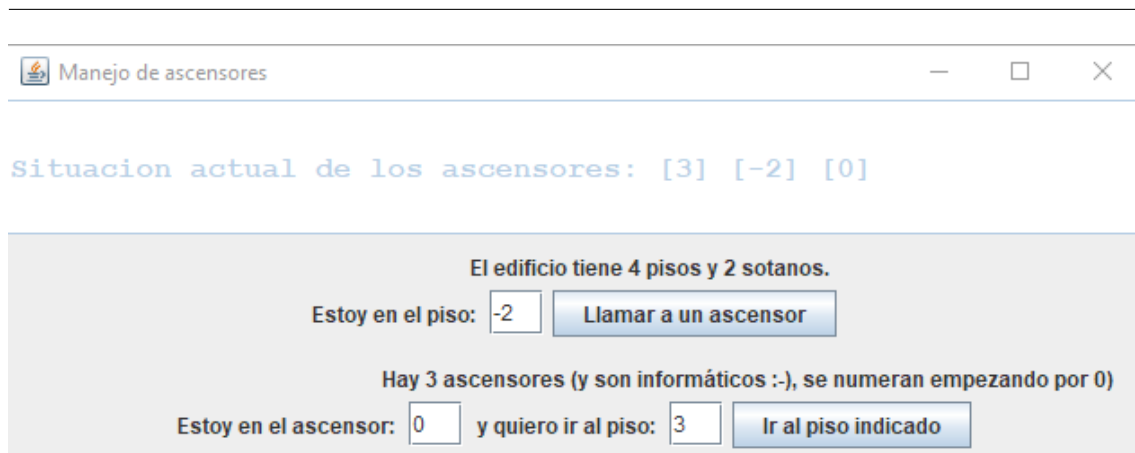 Manejo de ascensores
Situacion actual de los ascensores: [3] [-2] [0]
El edificio tiene 4 pisos y 2 sotanos.
Estoy en el piso: -2 Llamar a un ascensor
Hay 3 ascensores (y son informáticos :-), se numeran empezando por 0)
Estoy en el ascensor: 0 y quiero ir al piso: 3 Ir al piso indicado